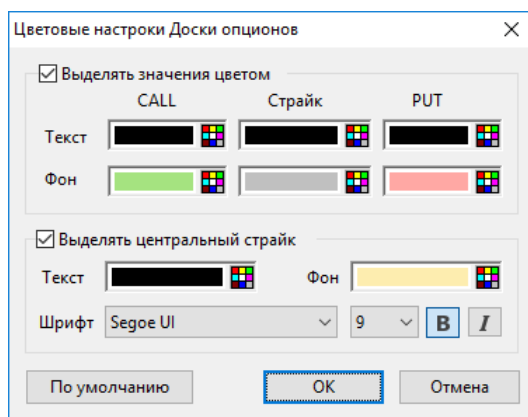 Цветовые настройки Доски опционов
Выделять значения цветом
CALL Страйк PUT
Текст
Фон
Выделять центральный страйк
Текст Фон
Шрифт Segoe UI 9 B I
По умолчанию OK Отмена